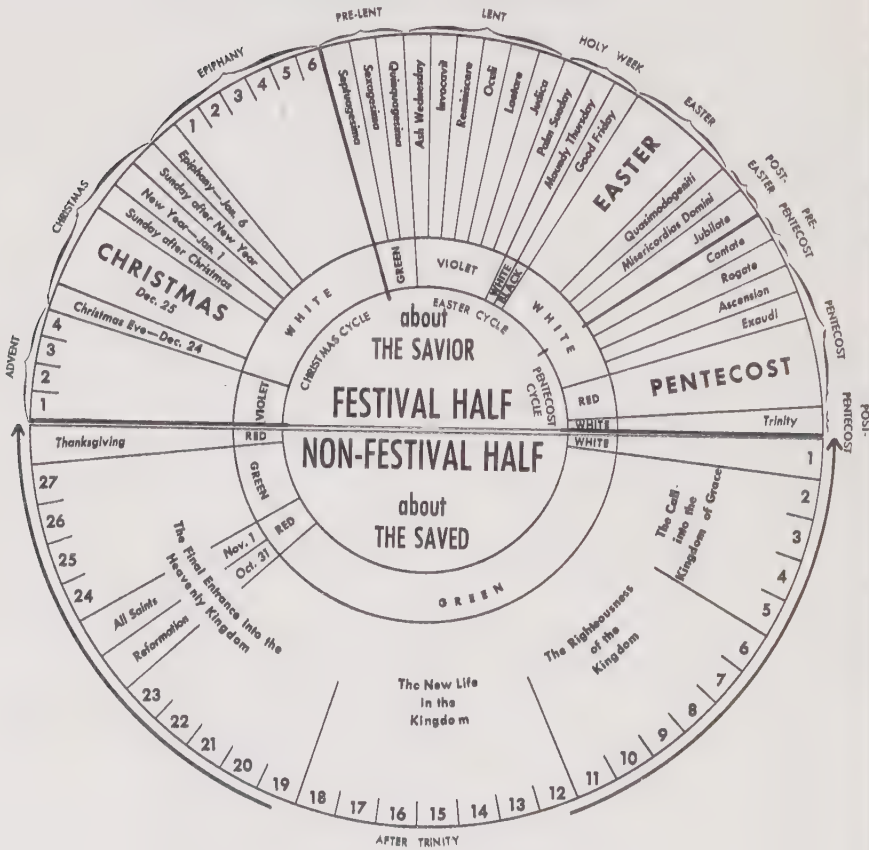 PRE-LENT
LENT
HOLY WEEK
EASTER
POST-
EASTER
PRE-
PENTECOST
PENTECOST
POST-
PENTECOST
EPIPHANY
CHRISTMAS
ADVENT
1
2
3
4
Christmas Eve—Dec. 24
CHRISTMAS
Dec. 25
Sunday after Christmas
New Year—Jan. 1
Sunday after New Year
Epiphany—Jan. 6
1
2
3
4
5
6
Septuagesima
Sexagesima
Quinquagesima
Ash Wednesday
Invocavit
Reminiscere
Oculi
Laetare
Judica
Palm Sunday
Maundy Thursday
Good Friday
EASTER
Quasimodogeniti
Misericordias Domini
Jubilate
Cantate
Rogate
Ascension
Exaudi
PENTECOST
Trinity
VIOLET
WHITE
GREEN
VIOLET
WHITE
BLACK
WHITE
RED
WHITE
CHRISTMAS CYCLE
EASTER CYCLE
PENTECOST
CYCLE
about
THE SAVIOR
FESTIVAL HALF
NON-FESTIVAL HALF
about
THE SAVED
WHITE
GREEN
RED
GREEN
RED
1
2
3
4
5
6
7
8
9
10
11
12
13
14
15
16
17
18
19
20
21
22
23
The Call
into the
Kingdom of Grace
The Righteousness
of the
Kingdom
The New Life
in the
Kingdom
The Final Entrance into the
Heavenly Kingdom
Reformation
Oct. 31
All Saints
Nov. 1
24
25
26
27
Thanksgiving
AFTER TRINITY